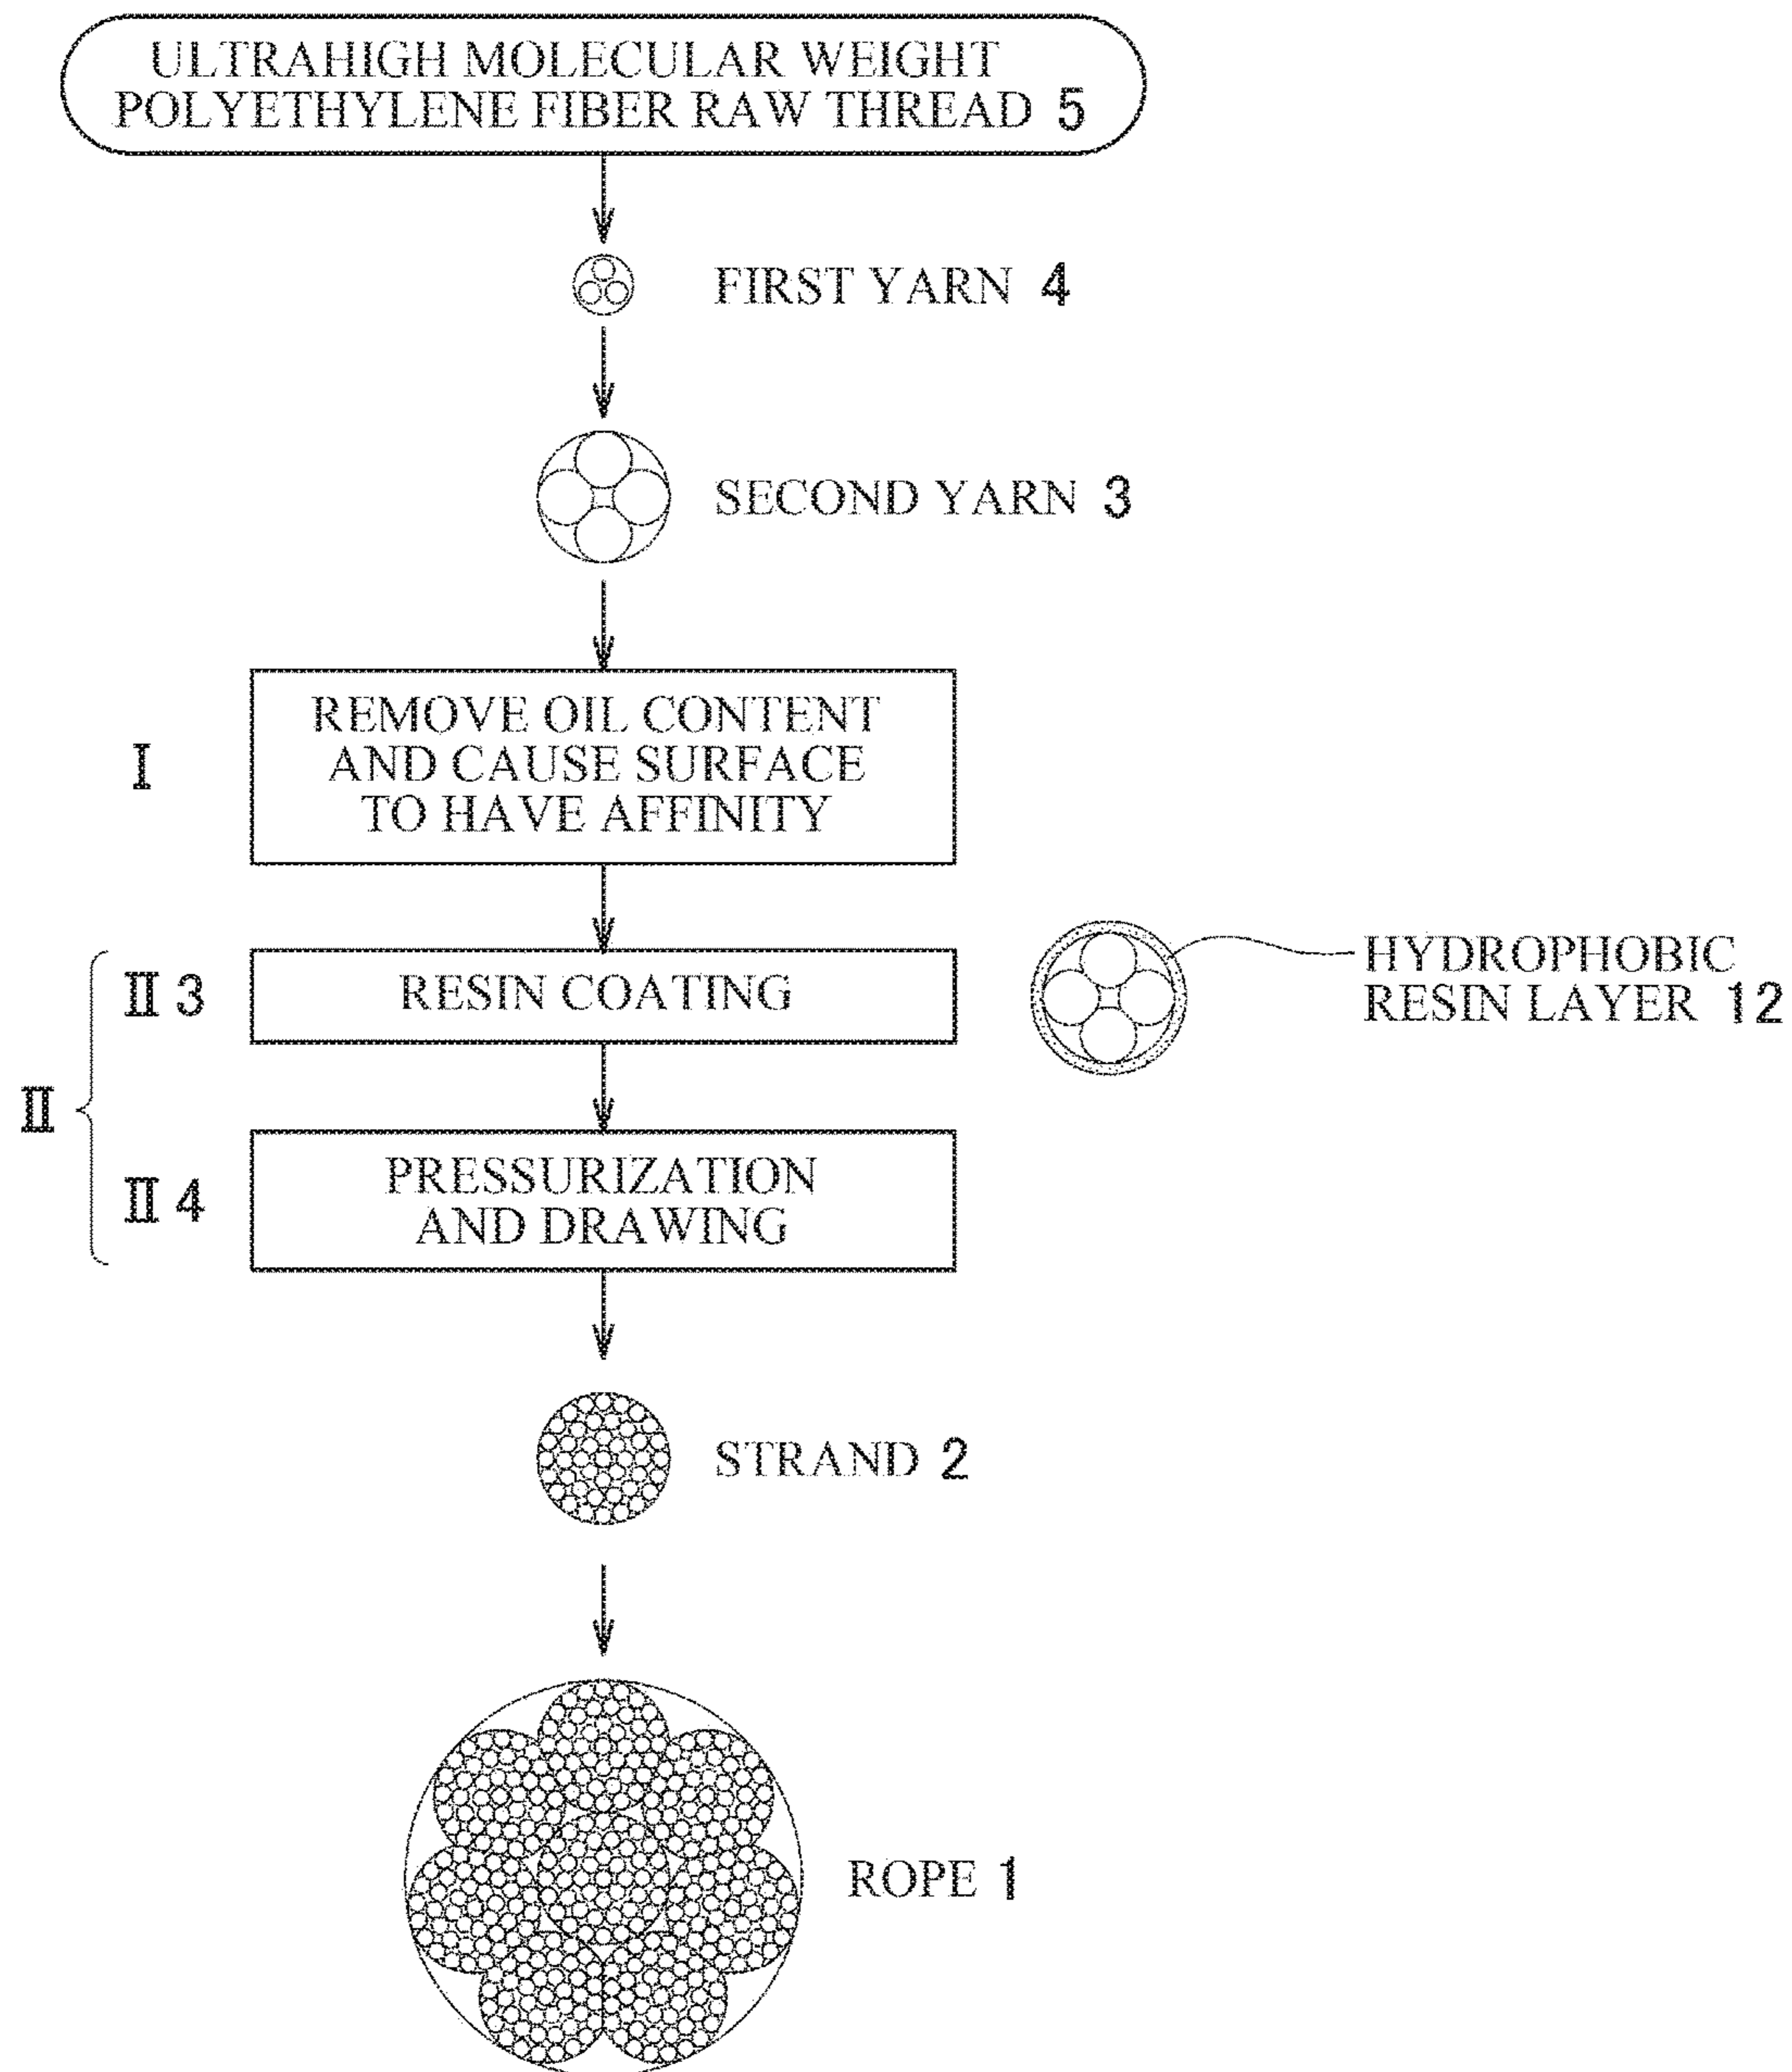 ULTRAHIGH MOLECULAR WEIGHT
POLYETHYLENE FIBER RAW THREAD 5
FIRST YARN 4
SECOND YARN 3
I
REMOVE OIL CONTENT
AND CAUSE SURFACE
TO HAVE AFFINITY
II
II 3
RESIN COATING
HYDROPHOBIC
RESIN LAYER 12
II 4
PRESSURIZATION
AND DRAWING
STRAND 2
ROPE 1